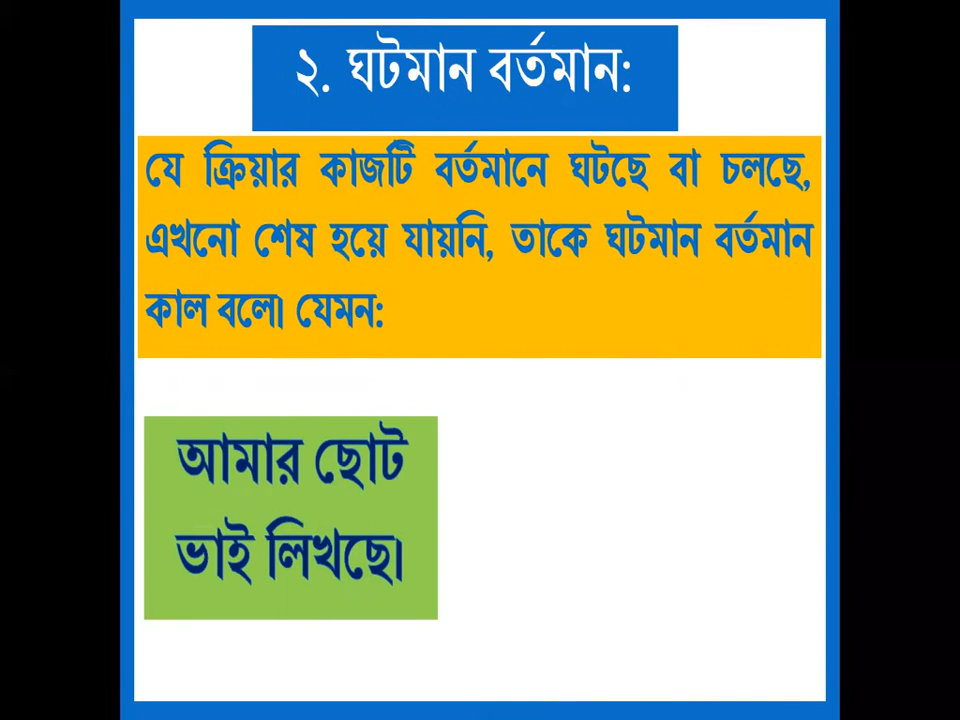 ২. ঘটমান বর্তমান:
যে ক্রিয়ার কাজটি বর্তমানে ঘটছে বা চলছে,
এখনো শেষ হয়ে যায়নি, তাকে ঘটমান বর্তমান
কাল বলে। যেমন:
আমার ছোট
ভাই লিখছে।